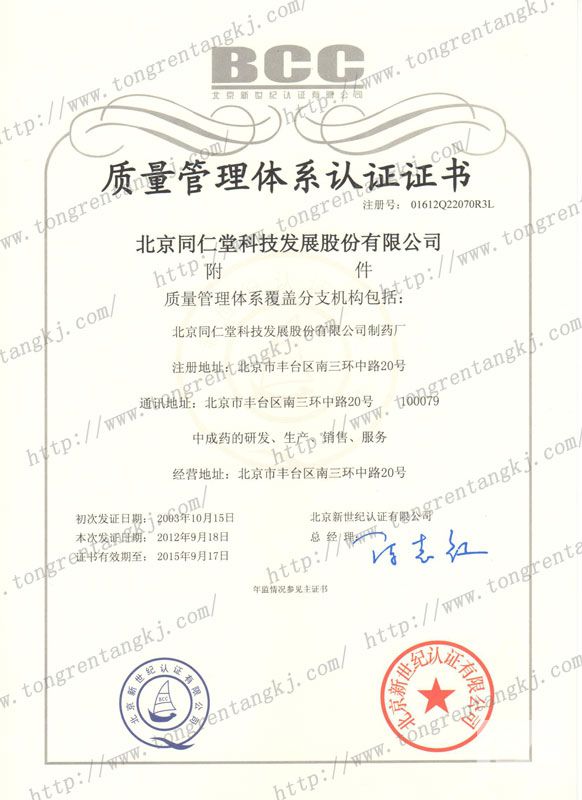 BCC
北京新世纪认证有限公司
质量管理体系认证证书
注册号： 01612Q22070R3L
北京同仁堂科技发展股份有限公司
附 件
质量管理体系覆盖分支机构包括：
北京同仁堂科技发展股份有限公司制药厂
注册地址：北京市丰台区南三环中路20号
通讯地址：北京市丰台区南三环中路20号 100079
中成药的研发、生产、销售、服务
经营地址：北京市丰台区南三环中路20号
初次发证日期： 2003年10月15日
本次发证日期： 2012年9月18日
证书有效期至： 2015年9月17日
北京新世纪认证有限公司
总 经 理：
年监情况参见主证书
北京新世纪认证有限公司
BCC
北京新世纪认证有限公司
http://www.tongrentangkj.com/